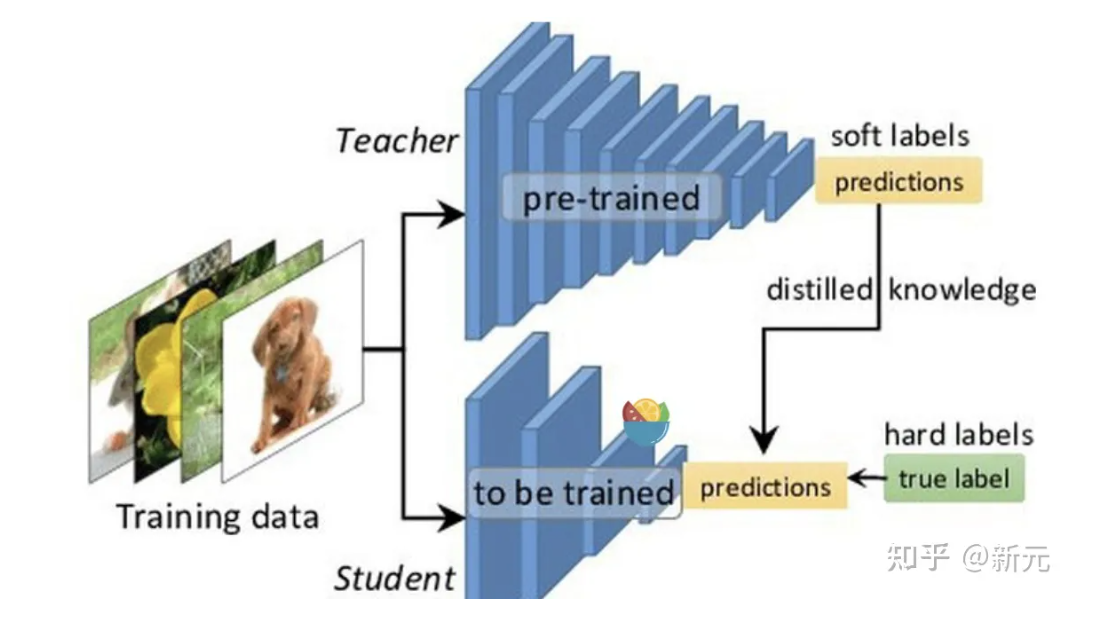 Teacher
soft labels
predictions
pre-trained
distilled knowledge
hard labels
true label
to be trained
predictions
Training data
Student
知乎 @新元